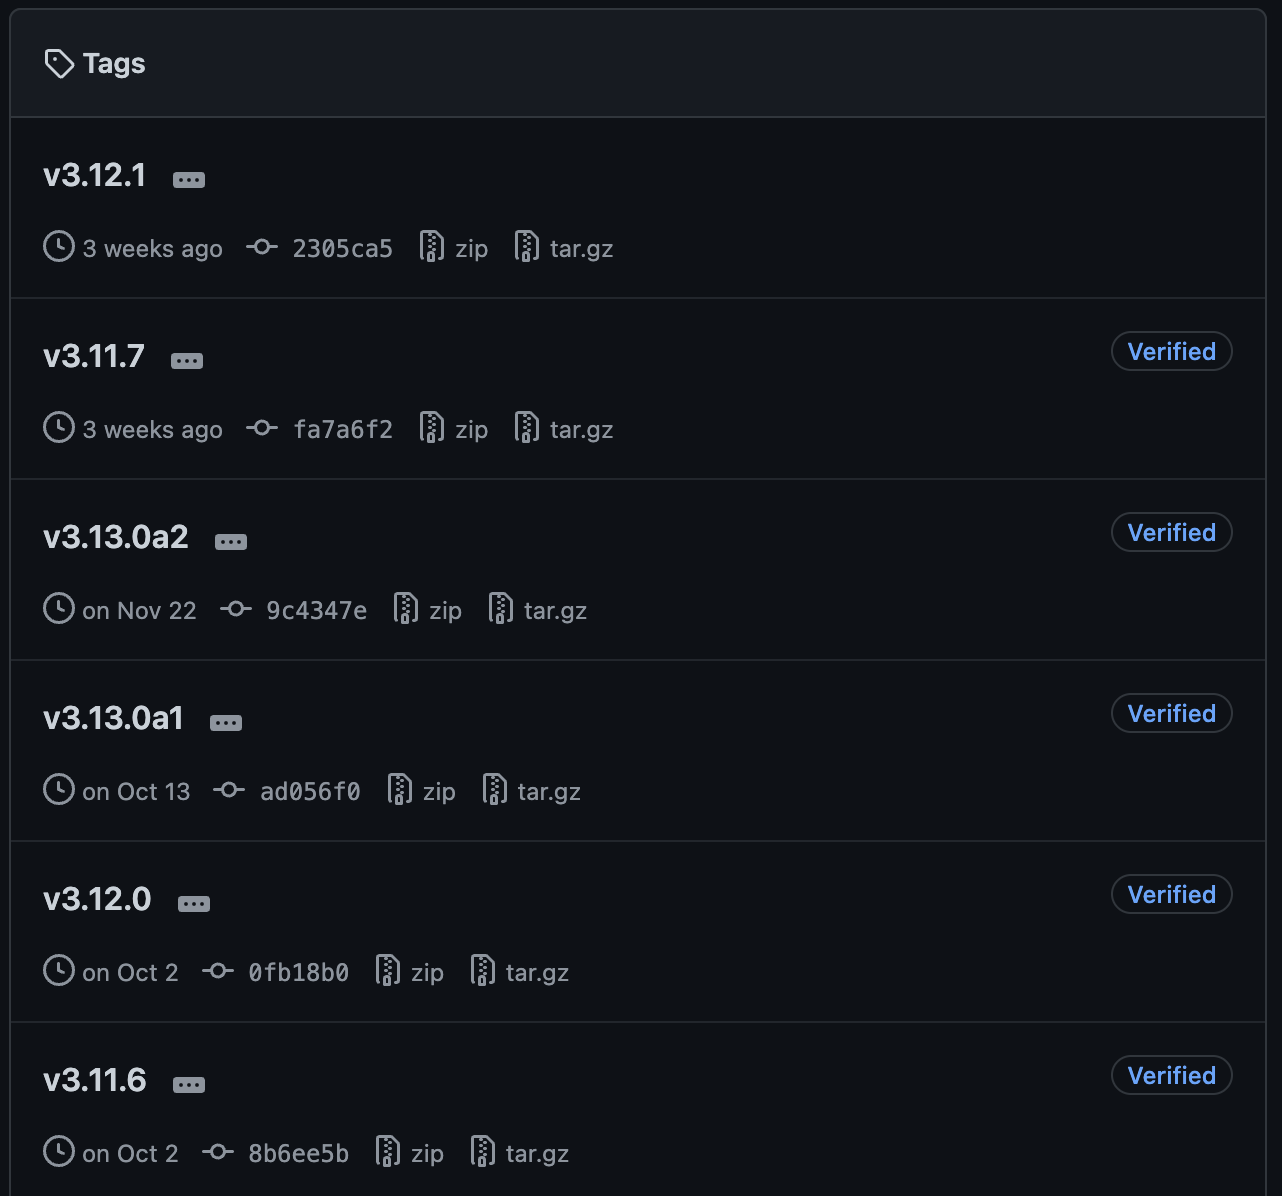 Tags
v3.12.1 ...
3 weeks ago 2305ca5 zip tar.gz
v3.11.7 ... Verified
3 weeks ago fa7a6f2 zip tar.gz
v3.13.0a2 ... Verified
on Nov 22 9c4347e zip tar.gz
v3.13.0a1 ... Verified
on Oct 13 ad056f0 zip tar.gz
v3.12.0 ... Verified
on Oct 2 0fb18b0 zip tar.gz
v3.11.6 ... Verified
on Oct 2 8b6ee5b zip tar.gz